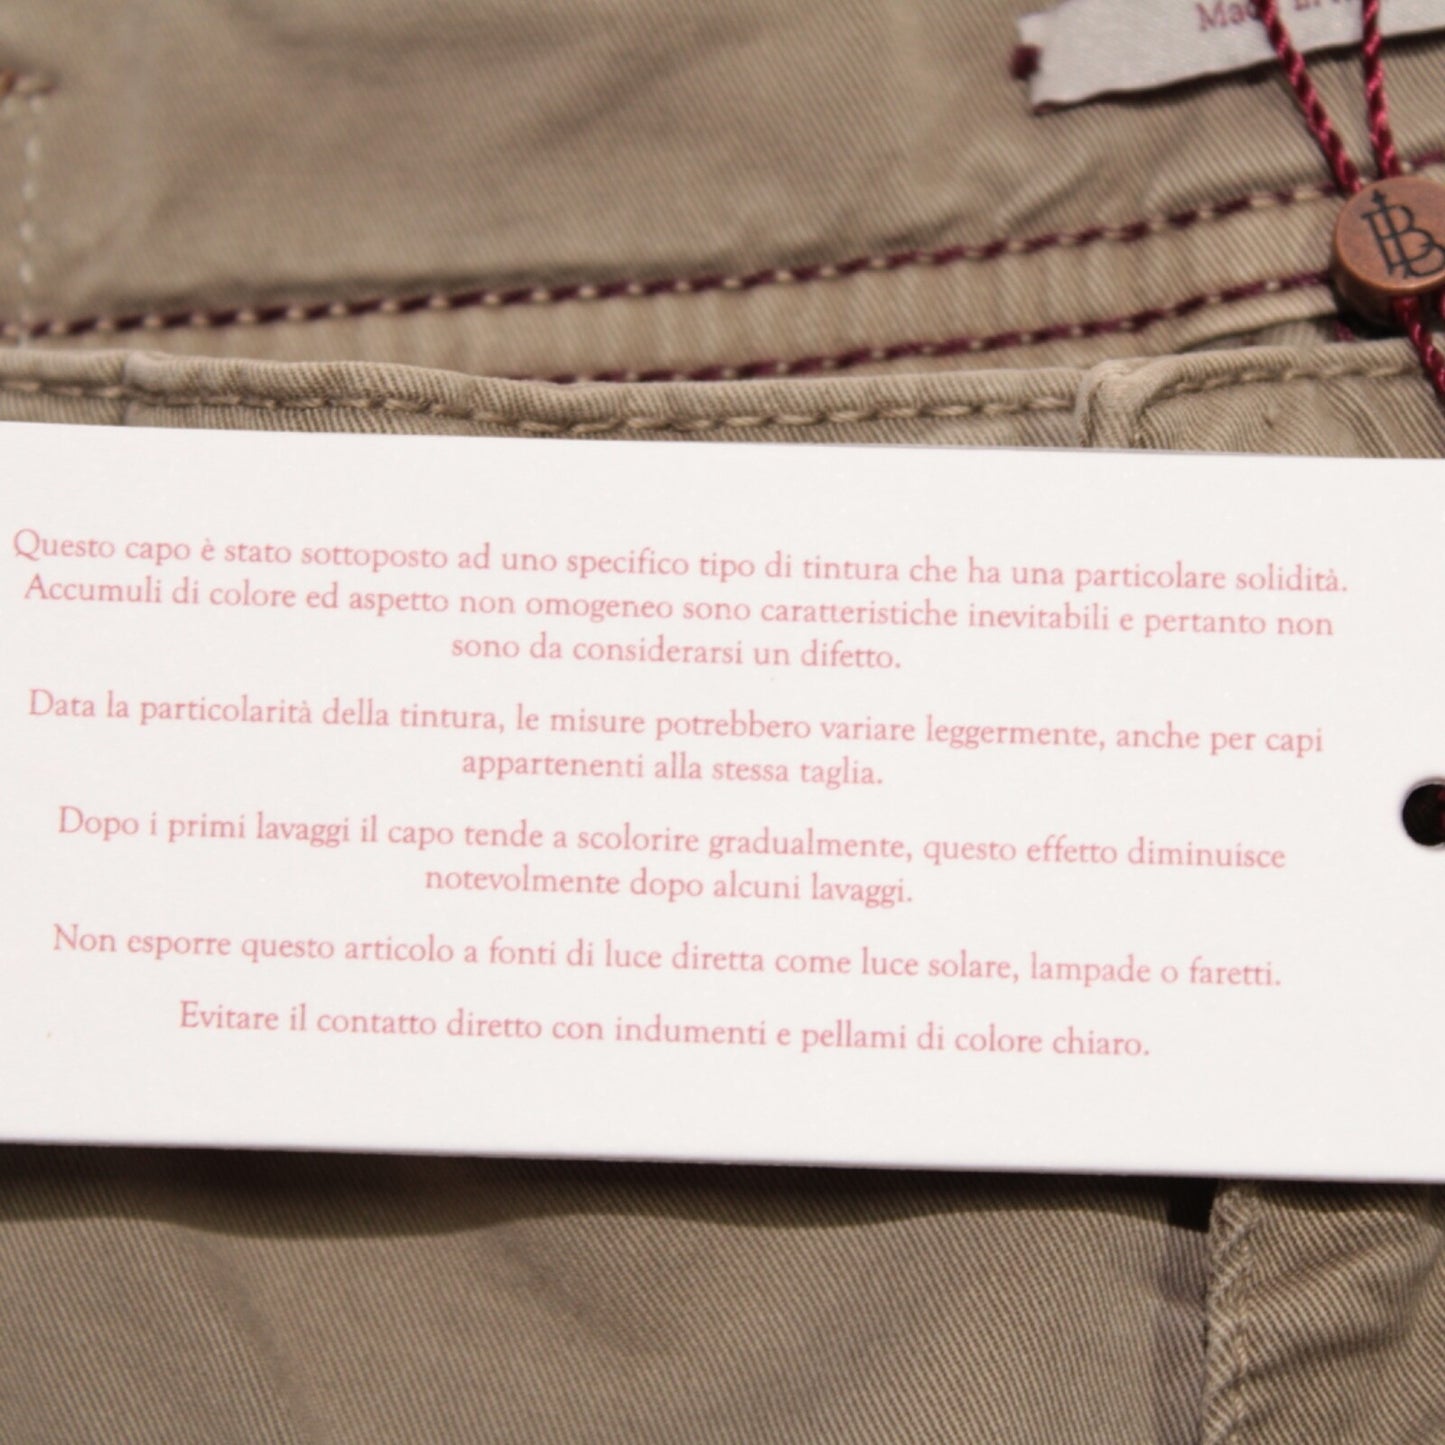 Made
Questo capo è stato sottoposto ad uno specifico tipo di tintura che ha una particolare solidità.
Accumuli di colore ed aspetto non omogeneo sono caratteristiche inevitabili e pertanto non
sono da considerarsi un difetto.
Data la particolarità della tintura, le misure potrebbero variare leggermente, anche per capi
appartenenti alla stessa taglia.
Dopo i primi lavaggi il capo tende a scolorire gradualmente, questo effetto diminuisce
notevolmente dopo alcuni lavaggi.
Non esporre questo articolo a fonti di luce diretta come luce solare, lampade o faretti.
Evitare il contatto diretto con indumenti e pellami di colore chiaro.